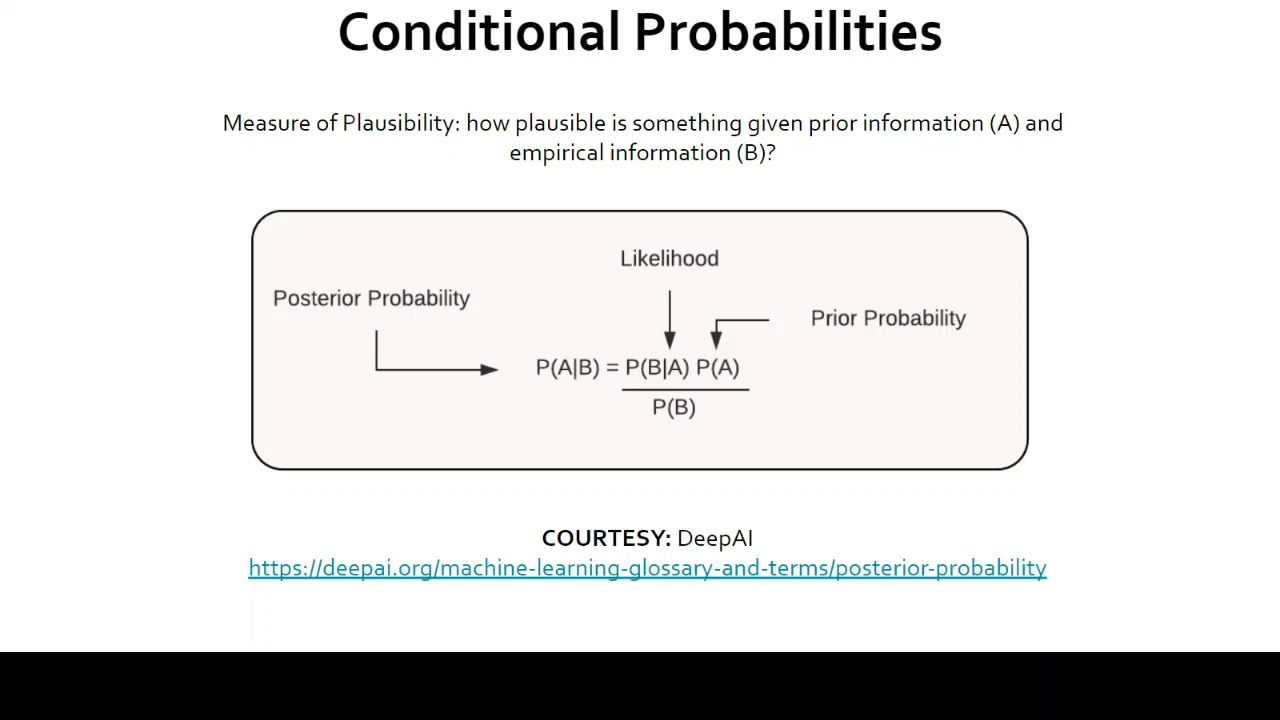 Conditional Probabilities
Measure of Plausibility: how plausible is something given prior information (A) and
empirical information (B)?
Likelihood
Posterior Probability
Prior Probability
P(A|B) = P(B|A) P(A)
P(B)
COURTESY: DeepAI
https://deepai.org/machine-learning-glossary-and-terms/posterior-probability